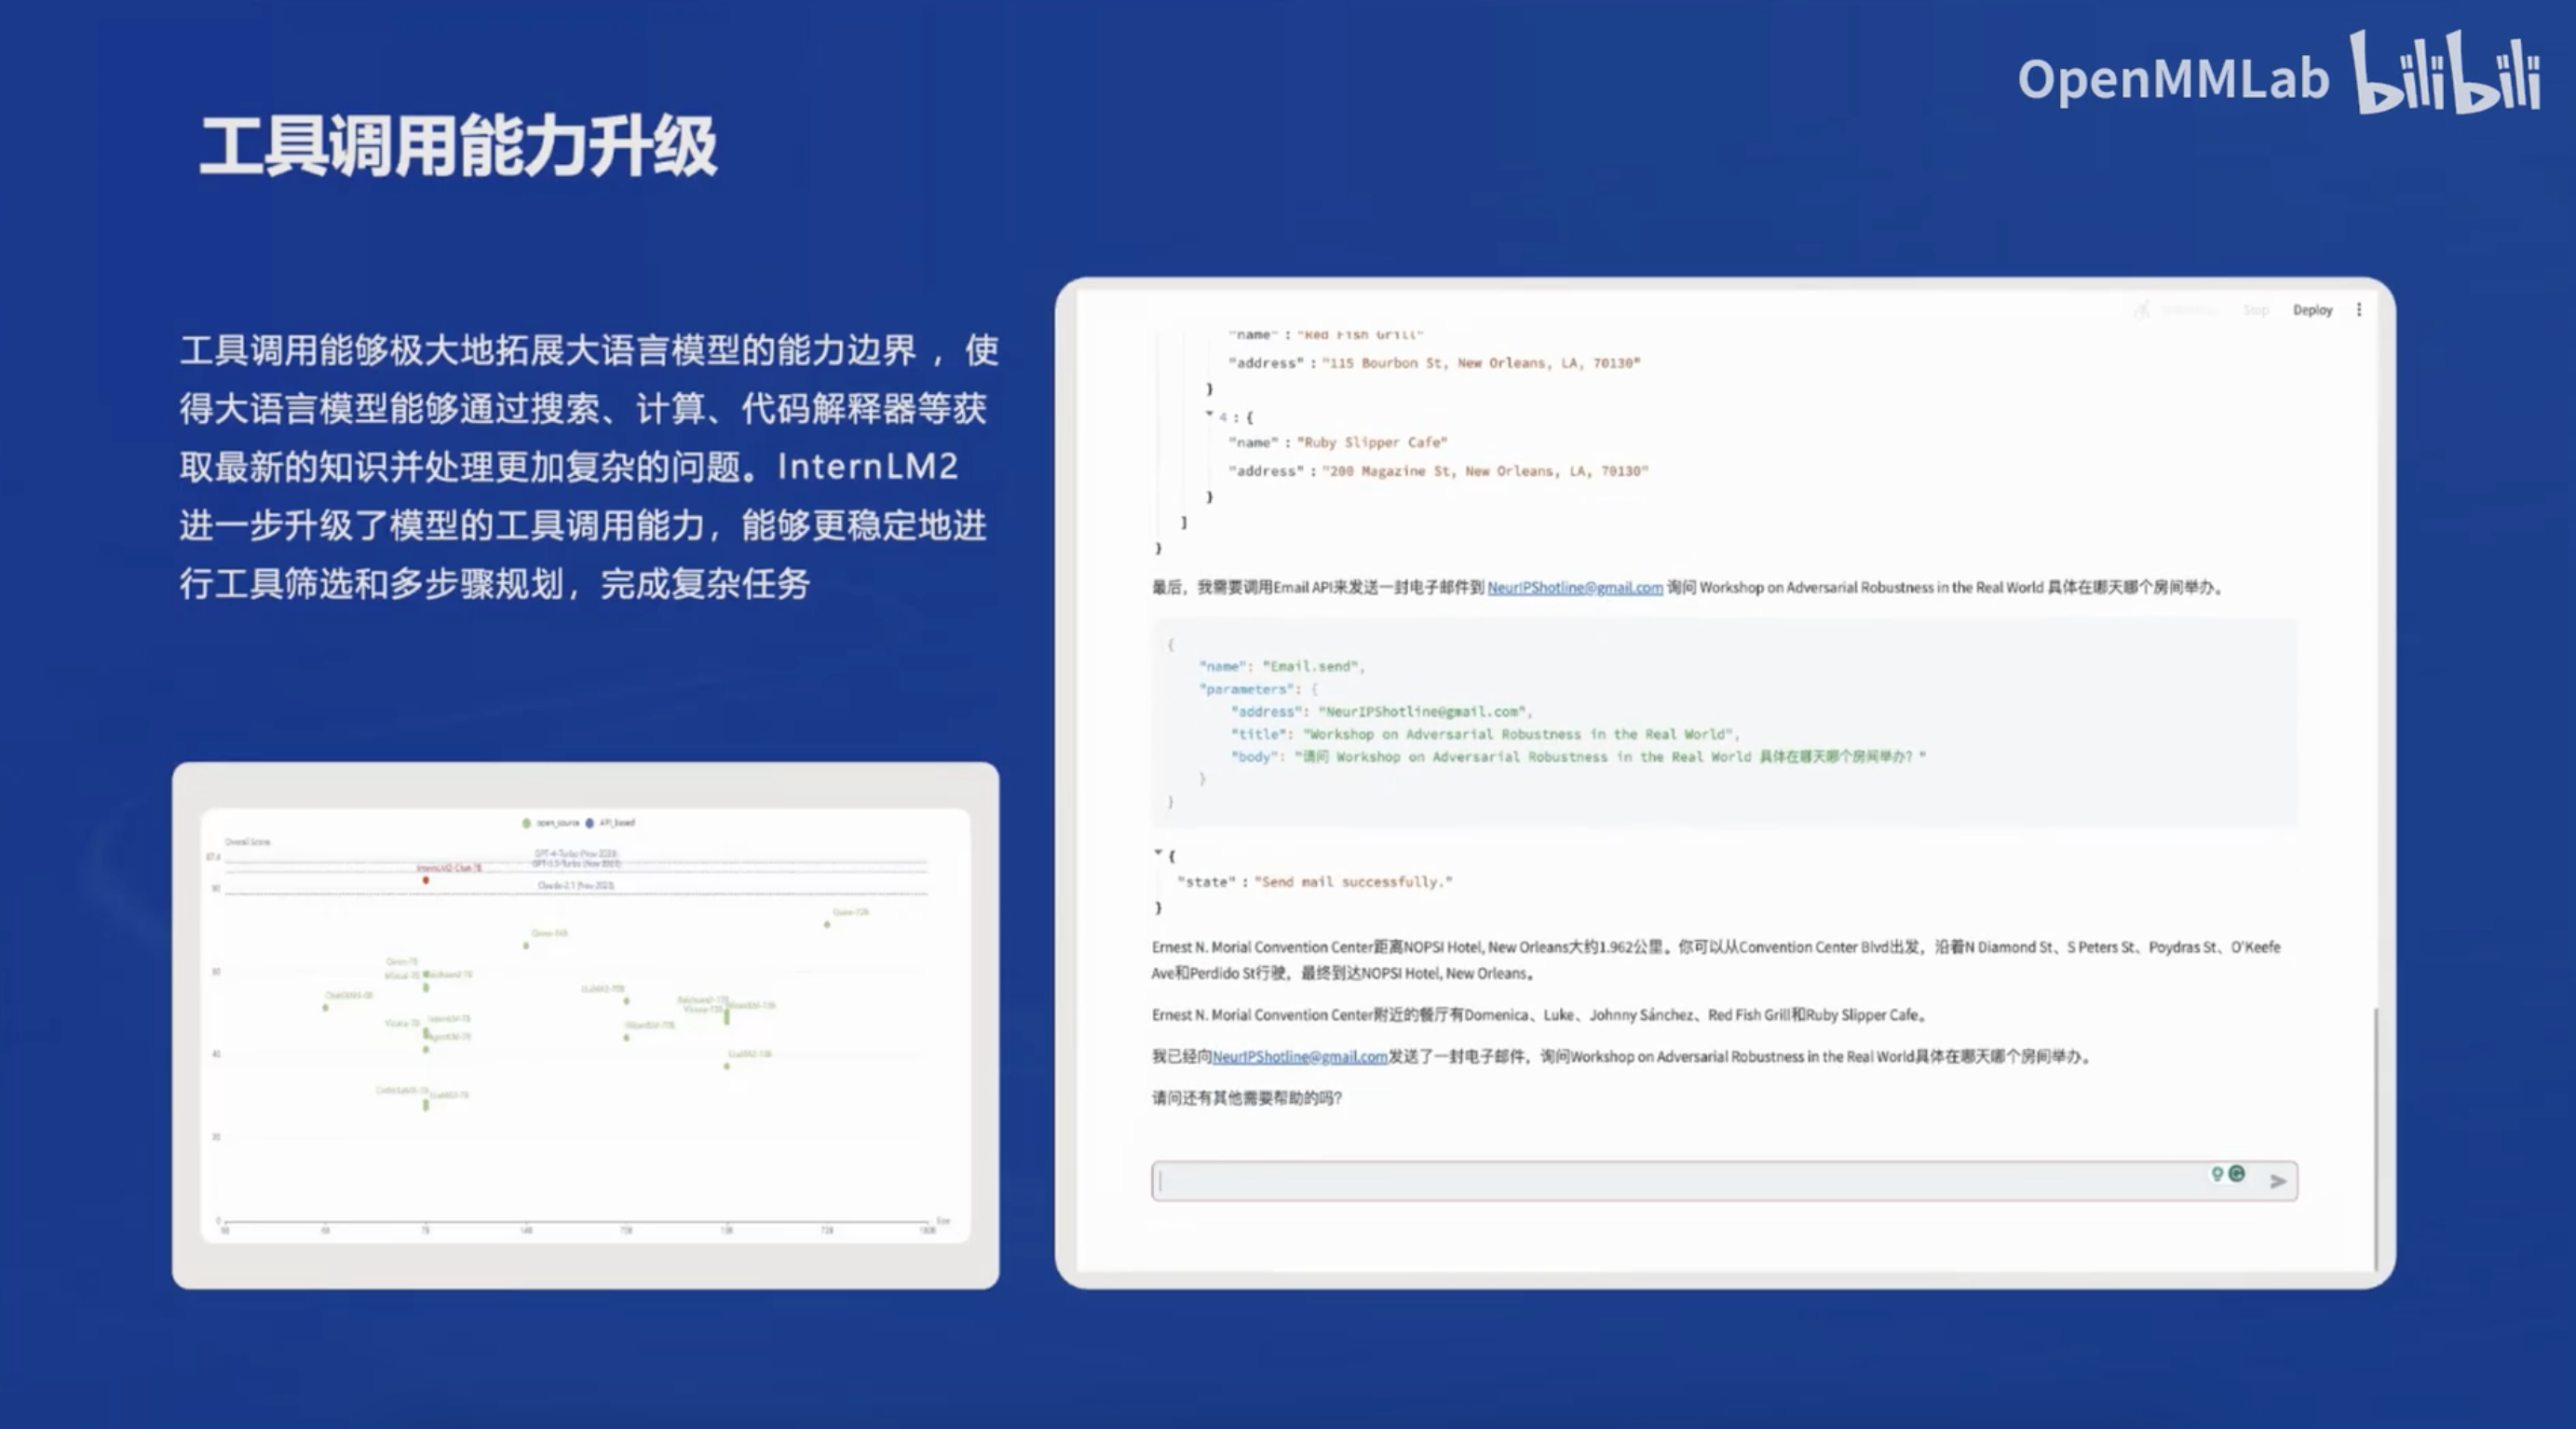 OpenMMLab bilibili
工具调用能力升级
工具调用能够极大地拓展大语言模型的能力边界，使
得大语言模型能够通过搜索、计算、代码解释器等获
取最新的知识并处理更加复杂的问题。InternLM2
进一步升级了模型的工具调用能力，能够更稳定地进
行工具筛选和多步骤规划，完成复杂任务
open_source API_based
Overall Score
GPT-4-Turbo (Nov 2023)
GPT-3.5-Turbo (Nov 2023)
InternLM2-Chat-7B
Claude-2.1 (Nov 2023)
80
60
40
20
0
Stop Deploy
"name" : "Red Fish Grill"
"address" : "115 Bourbon St, New Orleans, LA, 70130"
}
4 : {
"name" : "Ruby Slipper Cafe"
"address" : "200 Magazine St, New Orleans, LA, 70130"
}
]
}
最后，我需要调用Email API来发送一封电子邮件到 NeurIPShotline@gmail.com 询问 Workshop on Adversarial Robustness in the Real World 具体在哪天哪个房间举办。
{
"name": "Email.send",
"parameters": {
"address": "NeurIPShotline@gmail.com",
"title": "Workshop on Adversarial Robustness in the Real World",
"body": "请问 Workshop on Adversarial Robustness in the Real World 具体在哪天哪个房间举办？"
}
}
{
"state" : "Send mail successfully."
}
Ernest N. Morial Convention Center距离NOPSI Hotel, New Orleans大约1.962公里。你可以从Convention Center Blvd出发，沿着N Diamond St、S Peters St、Poydras St、O'Keefe
Ave和Perdido St行驶，最终到达NOPSI Hotel, New Orleans。
Ernest N. Morial Convention Center附近的餐厅有Domenica、Luke、Johnny Sánchez、Red Fish Grill和Ruby Slipper Cafe。
我已经向NeurIPShotline@gmail.com发送了一封电子邮件，询问Workshop on Adversarial Robustness in the Real World具体在哪天哪个房间举办。
请问还有其他需要帮助的吗？